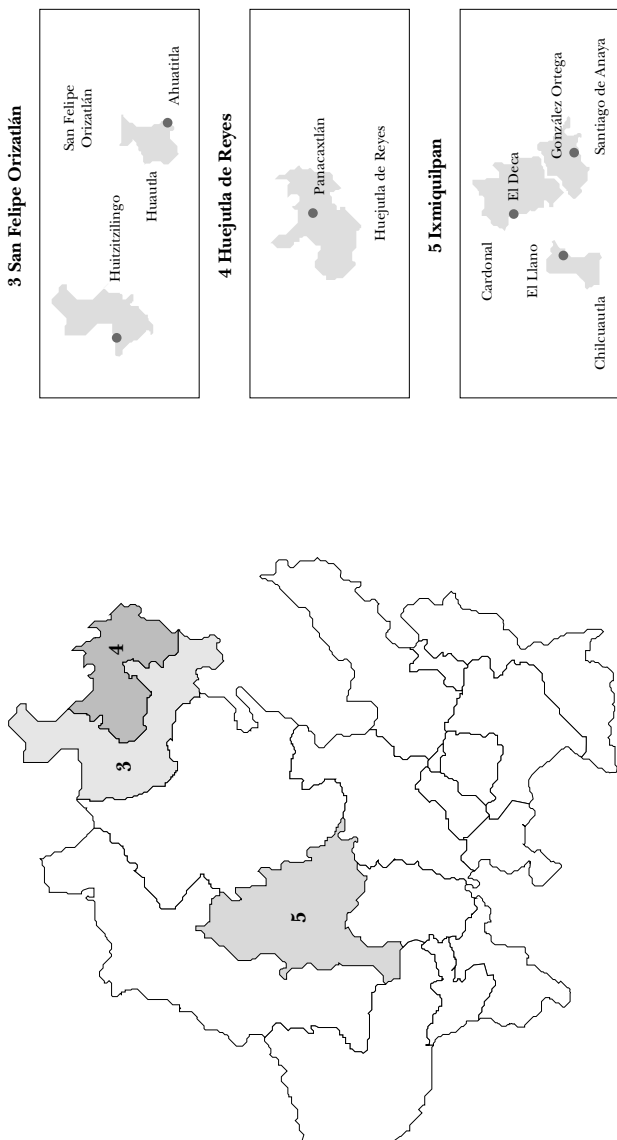 3 San Felipe Orizatlán
San Felipe
Orizatlán
Huitzitzilingo
Huautla
Ahuatitla
4 Huejutla de Reyes
Panacaxtlán
Huejutla de Reyes
5 Ixmiquilpan
Cardonal
El Deca
González Ortega
El Llano
Santiago de Anaya
Chilcuautla
3
4
5